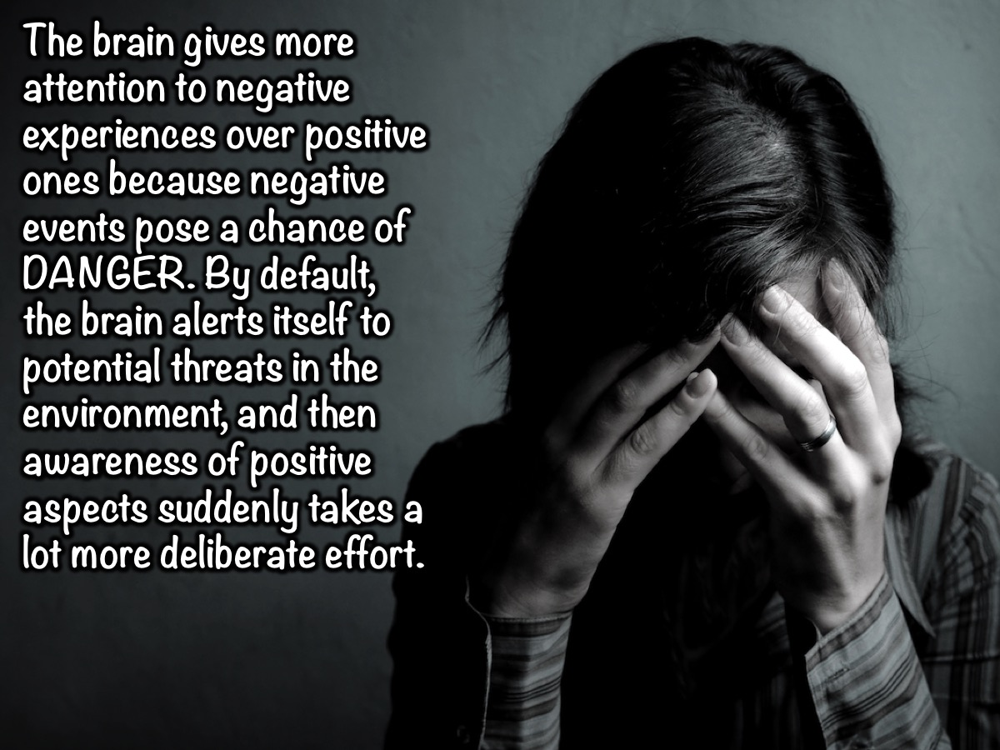 The brain gives more
attention to negative
experiences over positive
ones because negative
events pose a chance of
DANGER. By default,
the brain alerts itself to
potential threats in the
environment, and then
awareness of positive
aspects suddenly takes a
lot more deliberate effort.